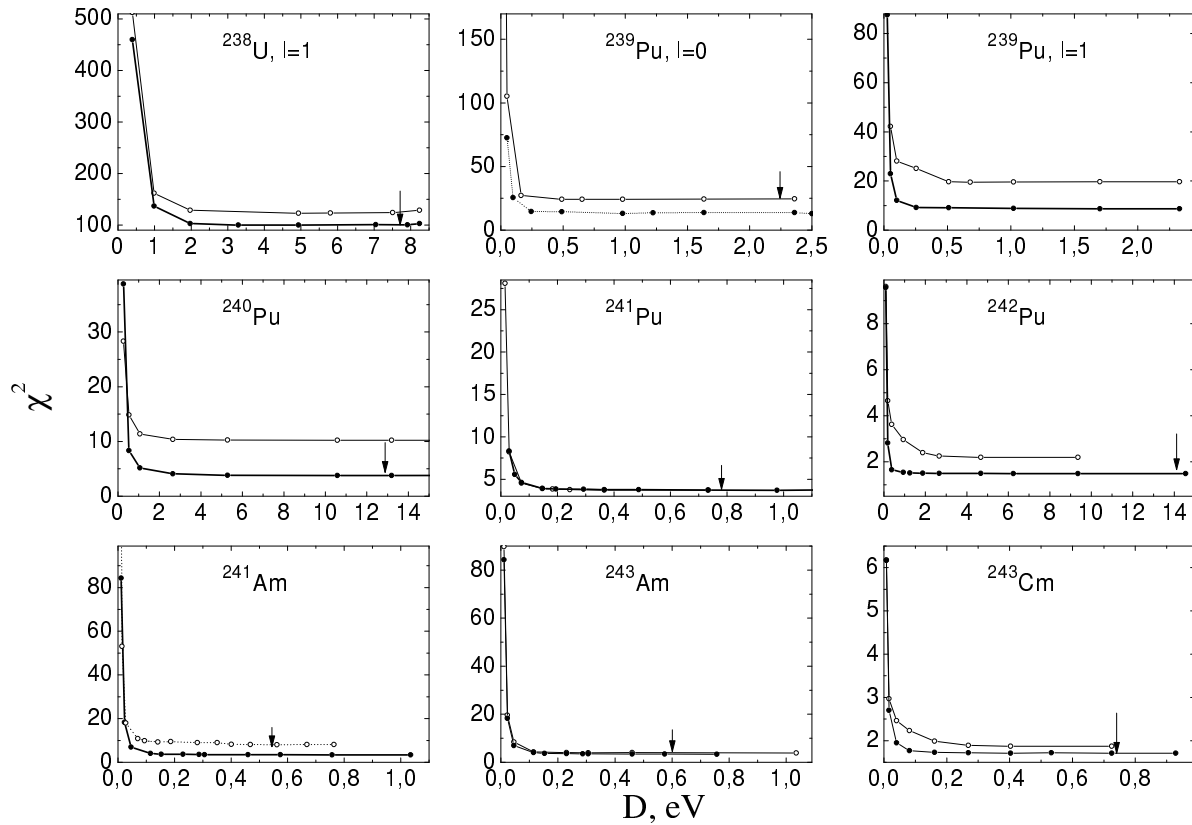 500
400
300
200
100
0 1 2 3 4 5 6 7 8
²³⁸U, l=1
150
100
50
0
0,0 0,5 1,0 1,5 2,0 2,5
²³⁹Pu, l=0
80
60
40
20
0
0,0 0,5 1,0 1,5 2,0
²³⁹Pu, l=1
χ²
30
20
10
0
0 2 4 6 8 10 12 14
²⁴⁰Pu
25
20
15
10
5
0,0 0,2 0,4 0,6 0,8 1,0
²⁴¹Pu
8
6
4
2
0 2 4 6 8 10 12 14
²⁴²Pu
80
60
40
20
0
0,0 0,2 0,4 0,6 0,8 1,0
²⁴¹Am
80
60
40
20
0
0,0 0,2 0,4 0,6 0,8 1,0
²⁴³Am
6
5
4
3
2
0,0 0,2 0,4 0,6 0,8
²⁴³Cm
D, eV